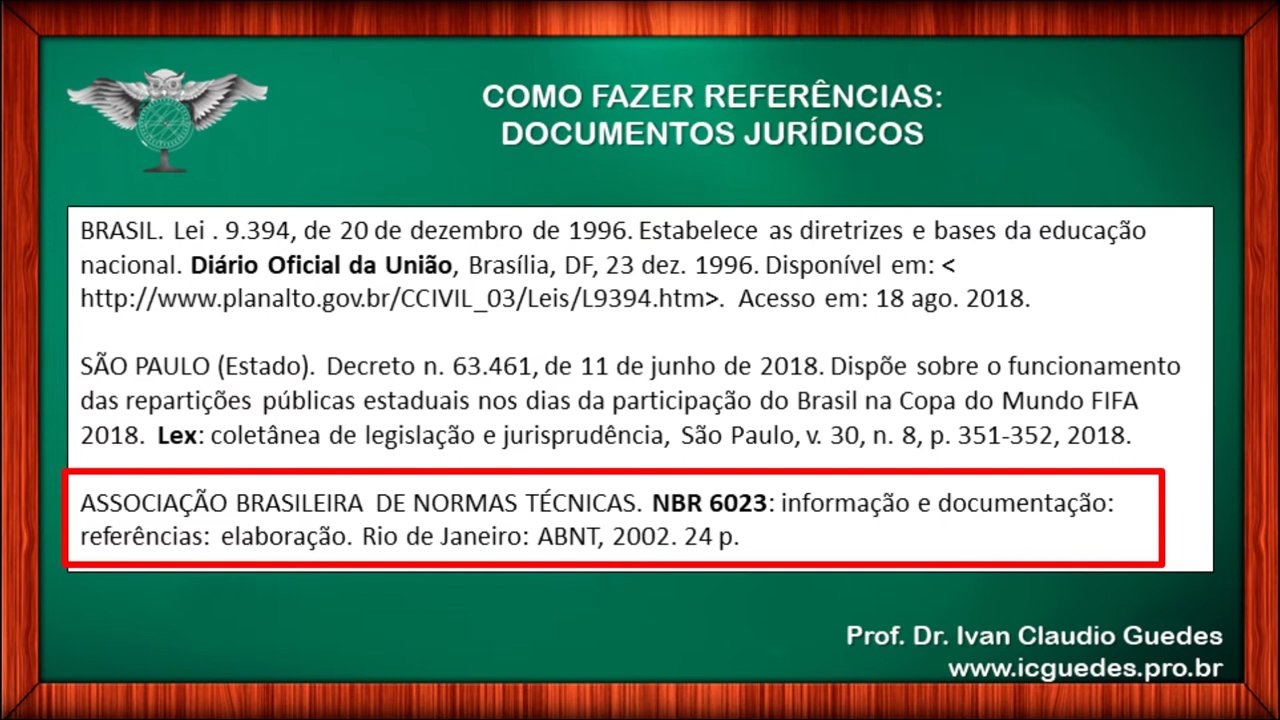 COMO FAZER REFERÊNCIAS:
DOCUMENTOS JURÍDICOS
BRASIL. Lei . 9.394, de 20 de dezembro de 1996. Estabelece as diretrizes e bases da educação
nacional. Diário Oficial da União, Brasília, DF, 23 dez. 1996. Disponível em: <
http://www.planalto.gov.br/CCIVIL_03/Leis/L9394.htm>. Acesso em: 18 ago. 2018.
SÃO PAULO (Estado). Decreto n. 63.461, de 11 de junho de 2018. Dispõe sobre o funcionamento
das repartições públicas estaduais nos dias da participação do Brasil na Copa do Mundo FIFA
2018. Lex: coletânea de legislação e jurisprudência, São Paulo, v. 30, n. 8, p. 351-352, 2018.
ASSOCIAÇÃO BRASILEIRA DE NORMAS TÉCNICAS. NBR 6023: informação e documentação:
referências: elaboração. Rio de Janeiro: ABNT, 2002. 24 p.
Prof. Dr. Ivan Claudio Guedes
www.icguedes.pro.br